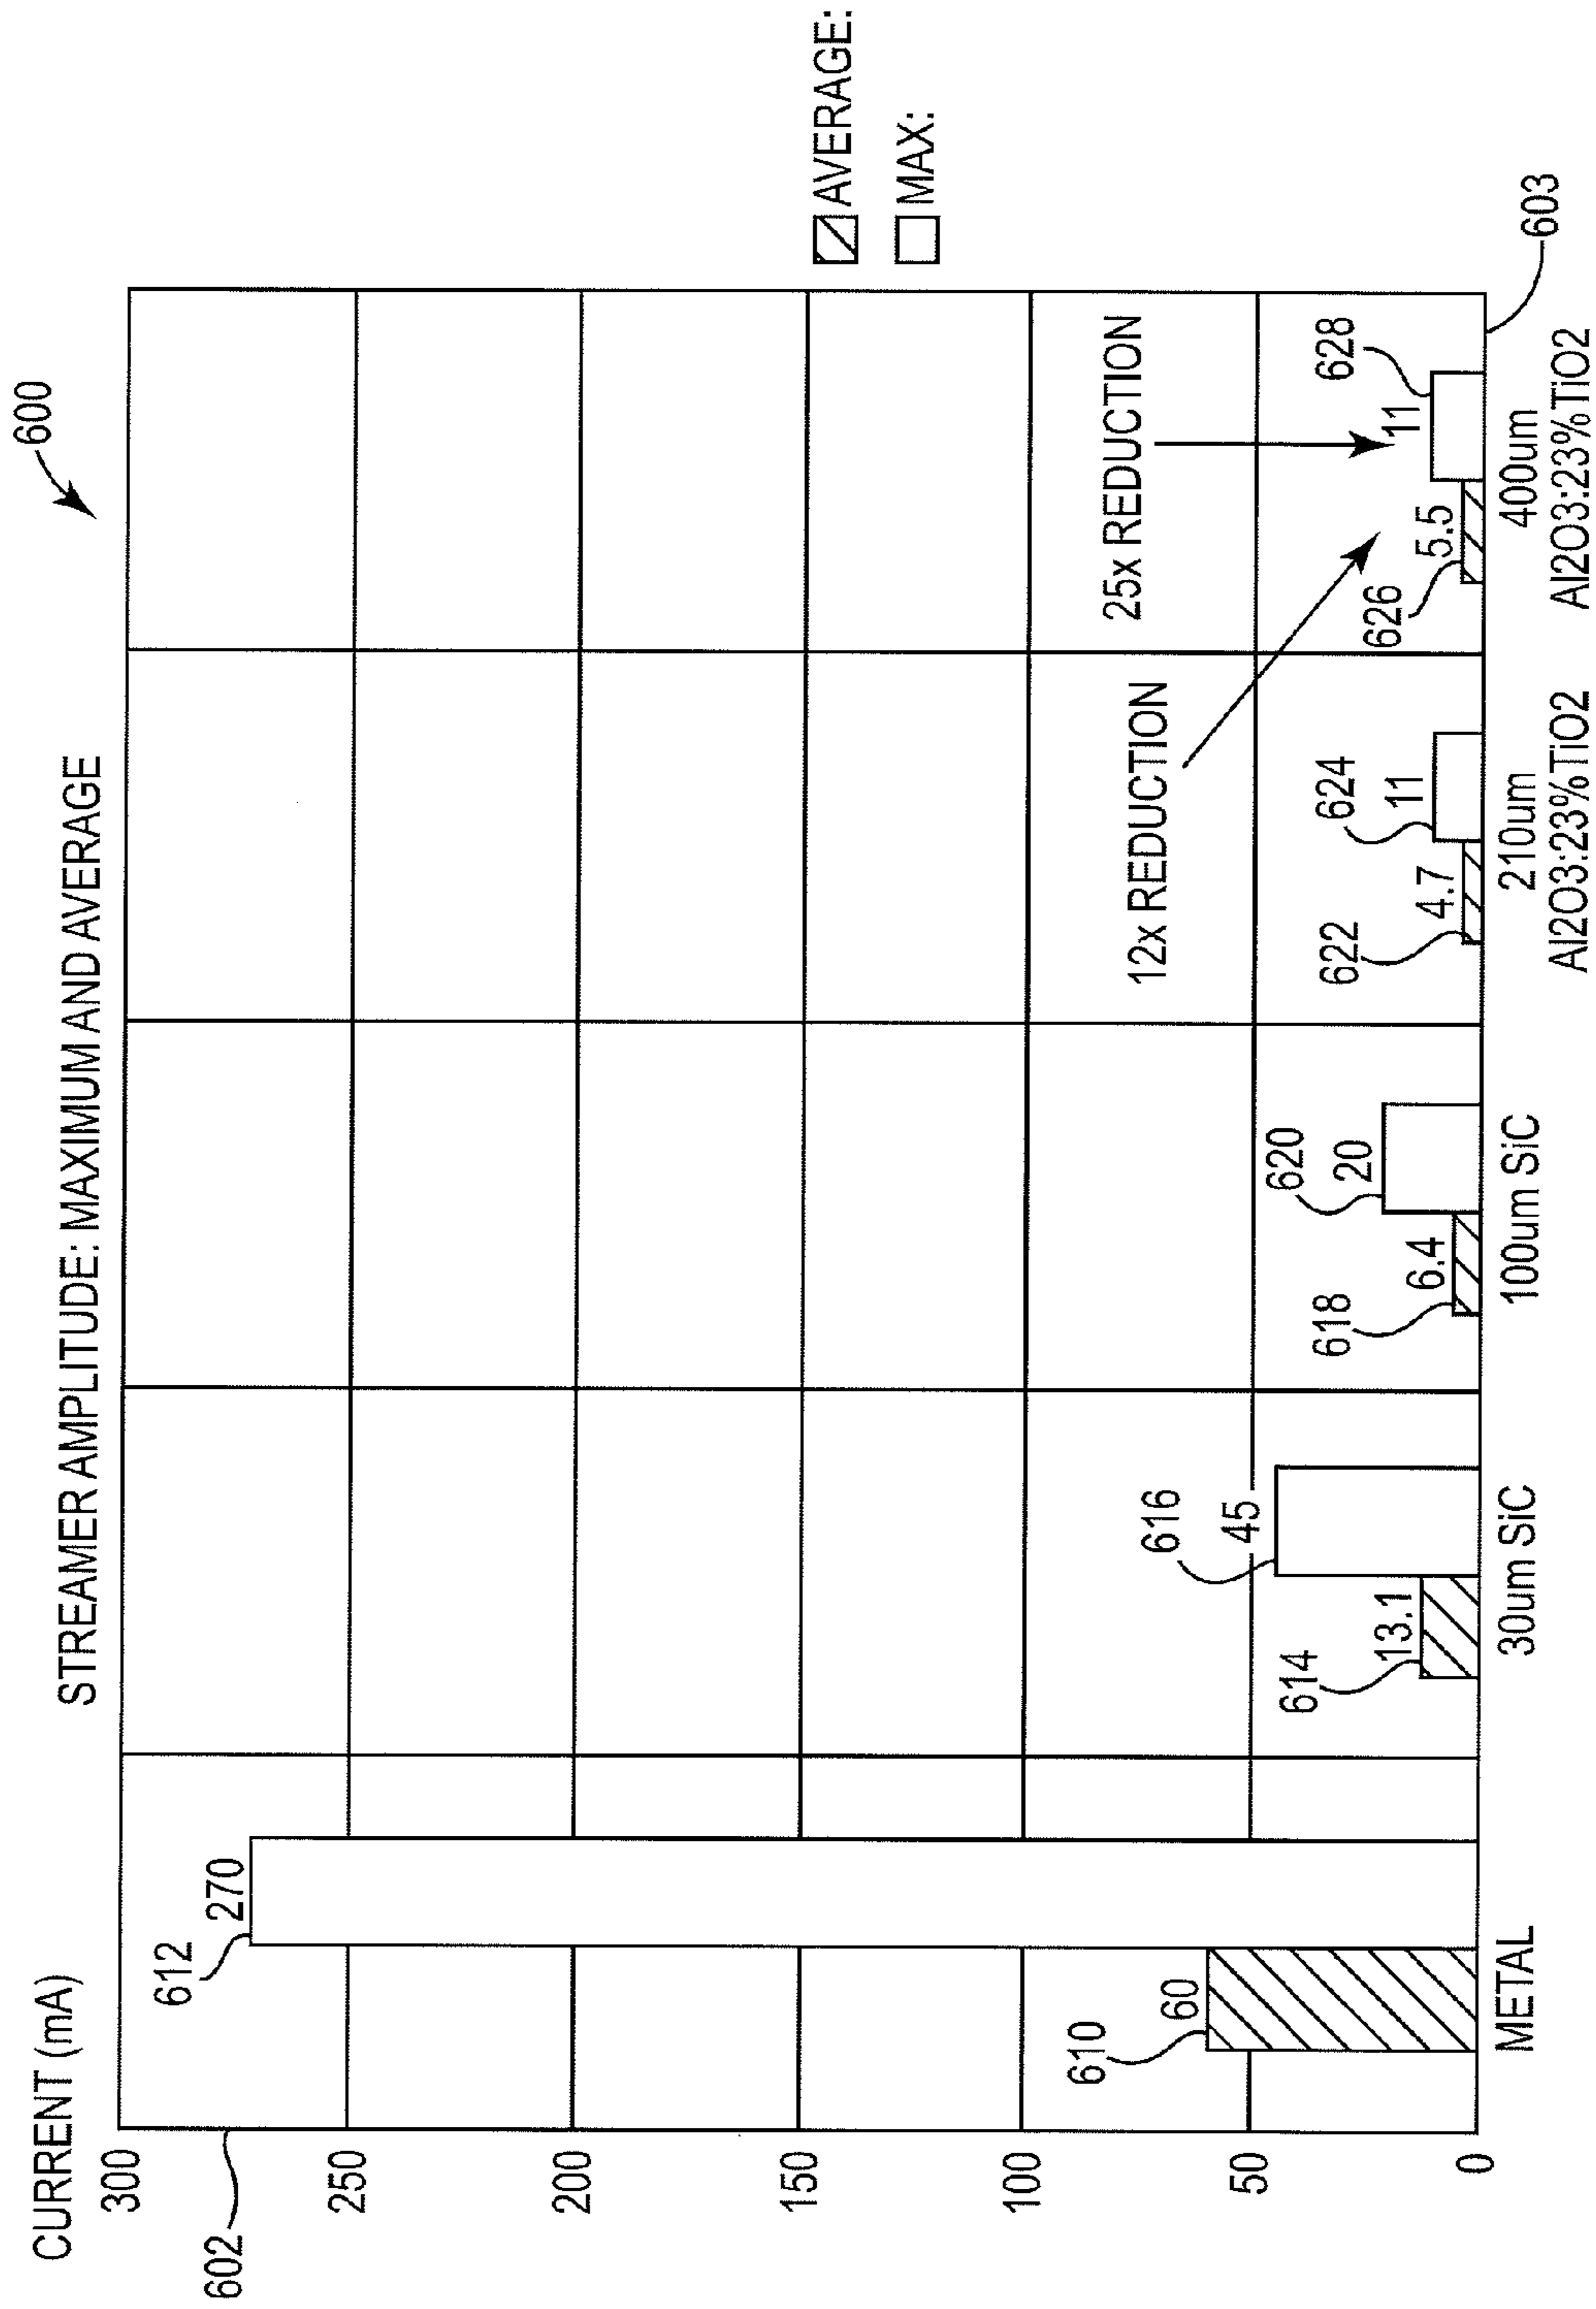 600
STREAMER AMPLITUDE: MAXIMUM AND AVERAGE
CURRENT (mA)
602
300
250
200
150
100
50
0
612
270
610
60
616
45
614
13.1
620
20
618
6.4
12x REDUCTION
624
11
622
4.7
25x REDUCTION
628
11
626
5.5
METAL
30um SiC
100um SiC
210um
Al2O3:23%TiO2
400um
Al2O3:23%TiO2
603
AVERAGE:
MAX: